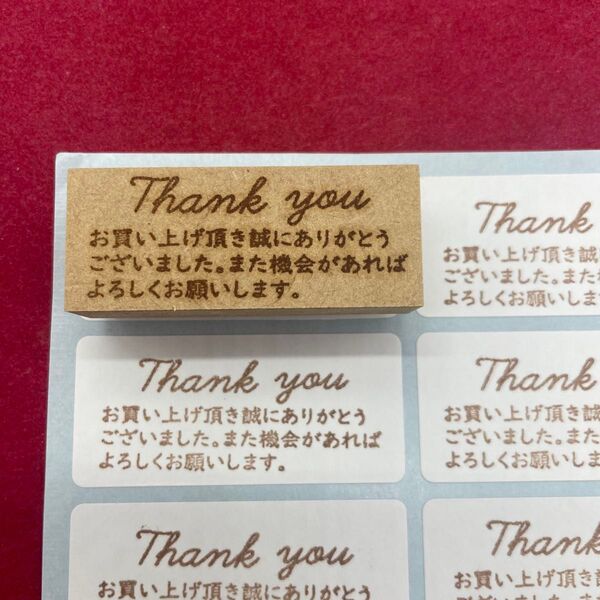 Thank you
お買い上げ頂き誠にありがとう
ございました。また機会があれば
よろしくお願いします。
Thank
お買い上げ頂き誠に
ございました。また
よろしくお願いしま
Thank you
お買い上げ頂き誠にありがとう
ございました。また機会があれば
よろしくお願いします。
Thank
お買い上げ頂き誠に
ございました。また
よろしくお願いしま
Thank you
お買い上げ頂き誠にありがとう
Thank
お買い上げ頂き誠